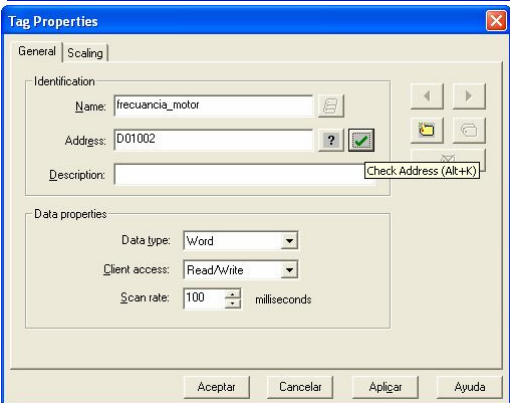 Tag Properties
General Scaling
Identification
Name: frecuancia_motor
Address: D01002 ?
Check Address (Alt+K)
Description:
Data properties
Data type: Word
Client access: Read/Write
Scan rate: 100 milliseconds
Aceptar Cancelar Aplicar Ayuda